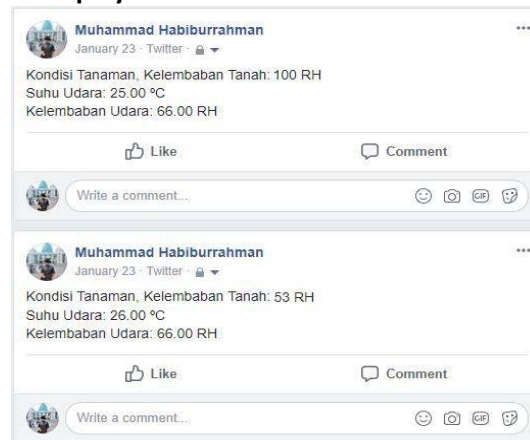 Muhammad Habiburrahman
January 23 · Twitter ·
Kondisi Tanaman, Kelembaban Tanah: 100 RH
Suhu Udara: 25.00 ºC
Kelembaban Udara: 66.00 RH
Like Comment
Write a comment... GIF
Muhammad Habiburrahman
January 23 · Twitter ·
Kondisi Tanaman, Kelembaban Tanah: 53 RH
Suhu Udara: 26.00 ºC
Kelembaban Udara: 66.00 RH
Like Comment
Write a comment... GIF